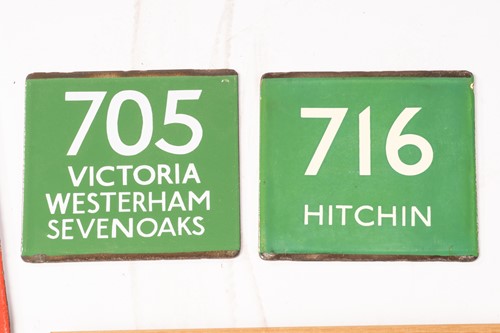 705
VICTORIA
WESTERHAM
SEVENOAKS
716
HITCHIN